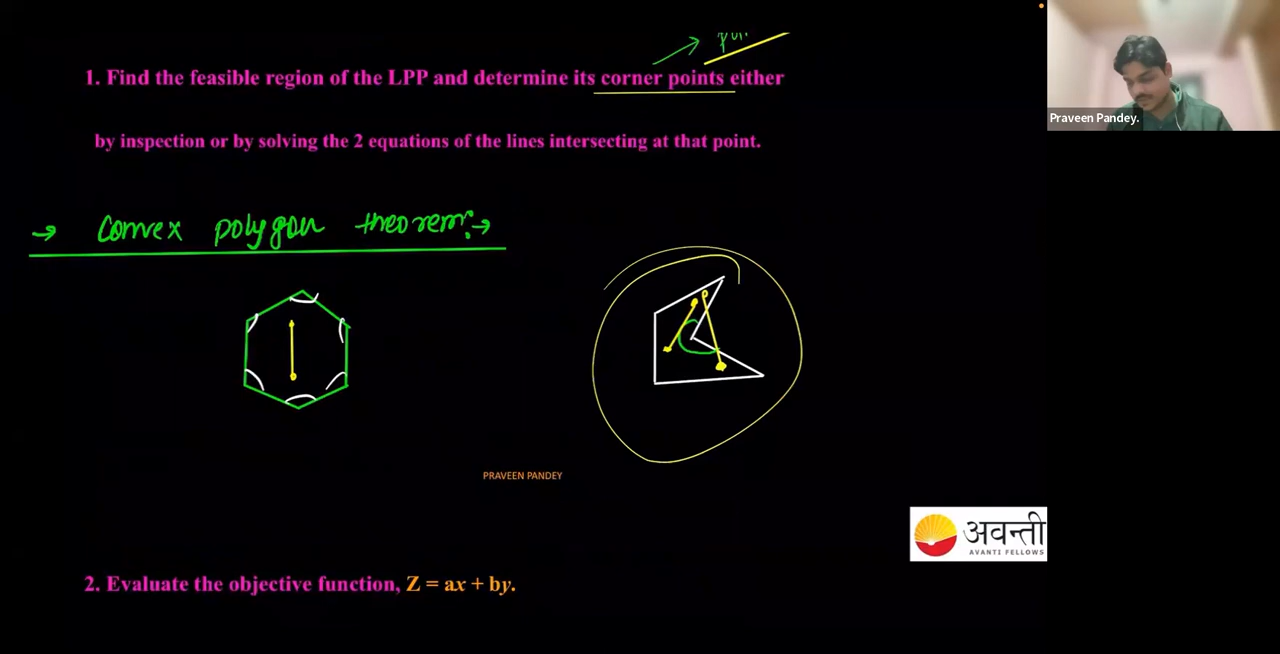 Praveen Pandey.
1. Find the feasible region of the LPP and determine its corner points either
by inspection or by solving the 2 equations of the lines intersecting at that point.
→ Convex polygon theorem:→
PRAVEEN PANDEY
अवन्ती
AVANTI FELLOWS
2. Evaluate the objective function, Z = ax + by.